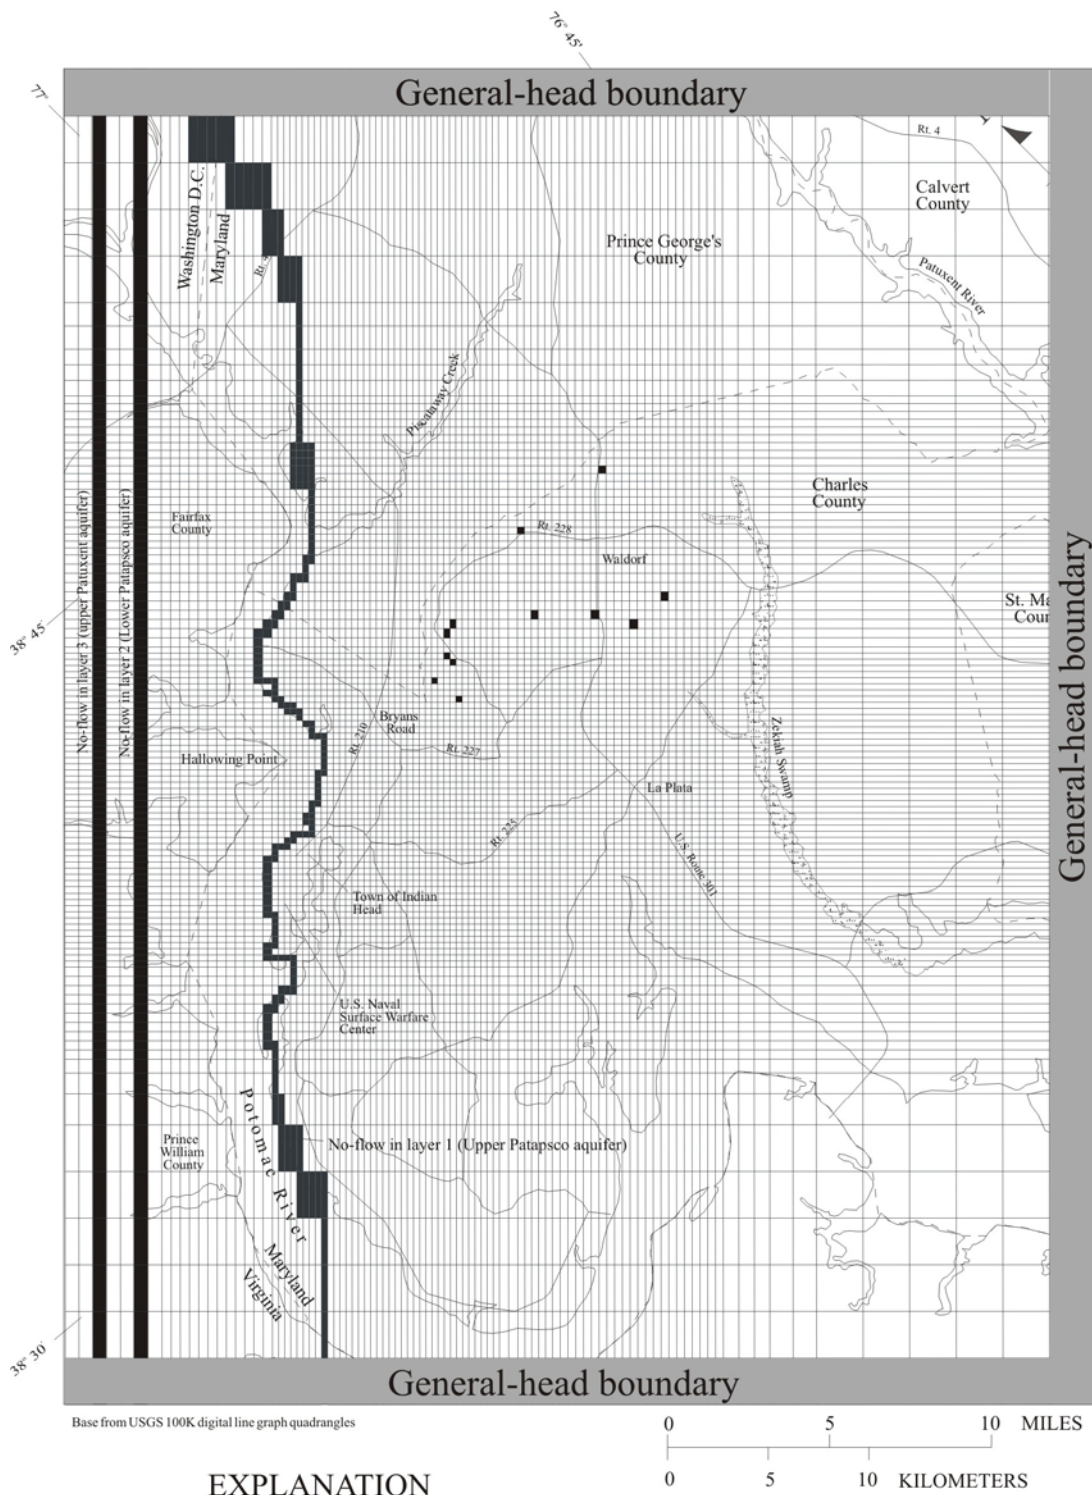 76° 45'
77°
General-head boundary
Rt. 4
Calvert
County
Washington D.C.
Maryland
Prince George's
County
Patuxent River
Piscataway Creek
Charles
County
Fairfax
County
Rt. 228
Waldorf
No-flow in layer 3 (upper Patuxent aquifer)
No-flow in layer 2 (Lower Patapsco aquifer)
St. Ma
Coun
38° 45'
General-head boundary
Bryans
Road
Rt. 210
Rt. 227
Hallowing Point
Zekiah Swamp
La Plata
Rt. 225
U.S. Route 301
Town of Indian
Head
U.S. Naval
Surface Warfare
Center
Potomac River
Prince
William
County
No-flow in layer 1 (Upper Patapsco aquifer)
Maryland
Virginia
38° 30'
General-head boundary
Base from USGS 100K digital line graph quadrangles
0 5 10 MILES
0 5 10 KILOMETERS
EXPLANATION